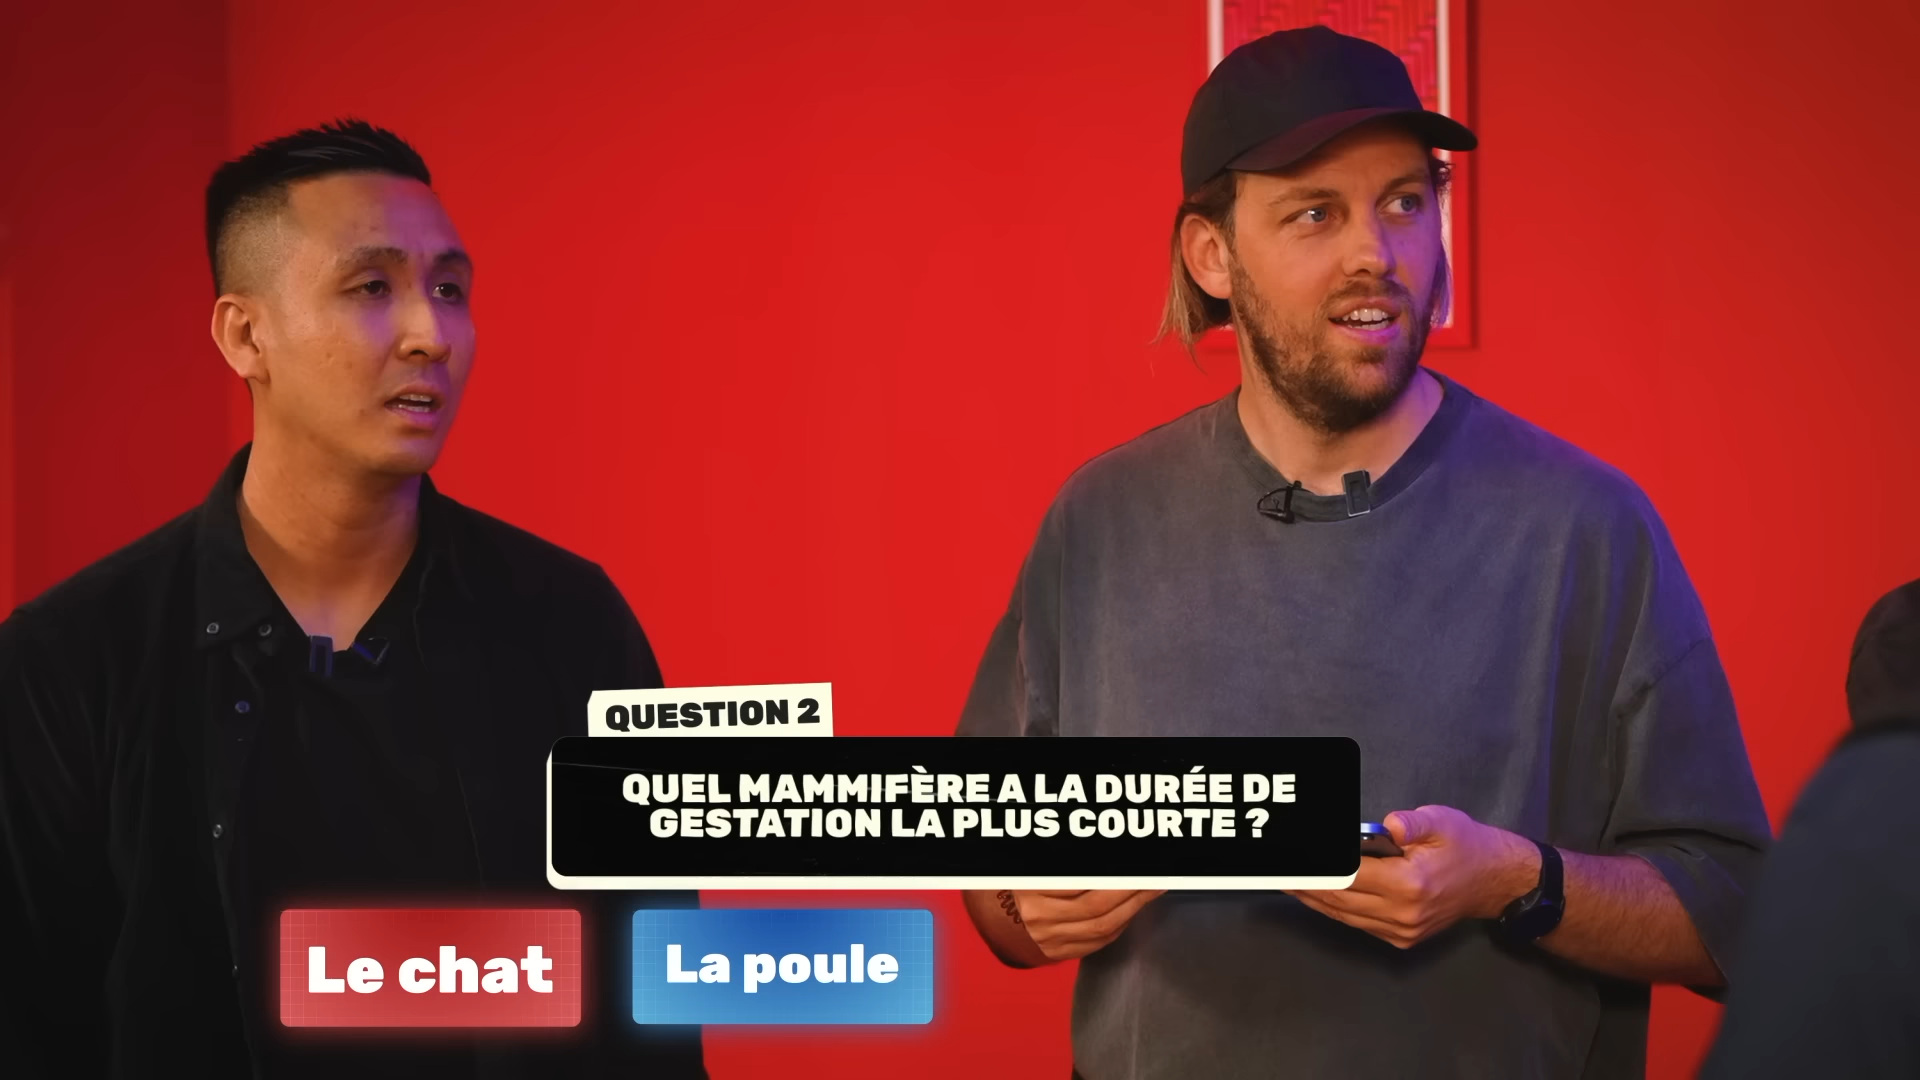 QUESTION 2
QUEL MAMMIFÈRE A LA DURÉE DE
GESTATION LA PLUS COURTE ?
Le chat
La poule